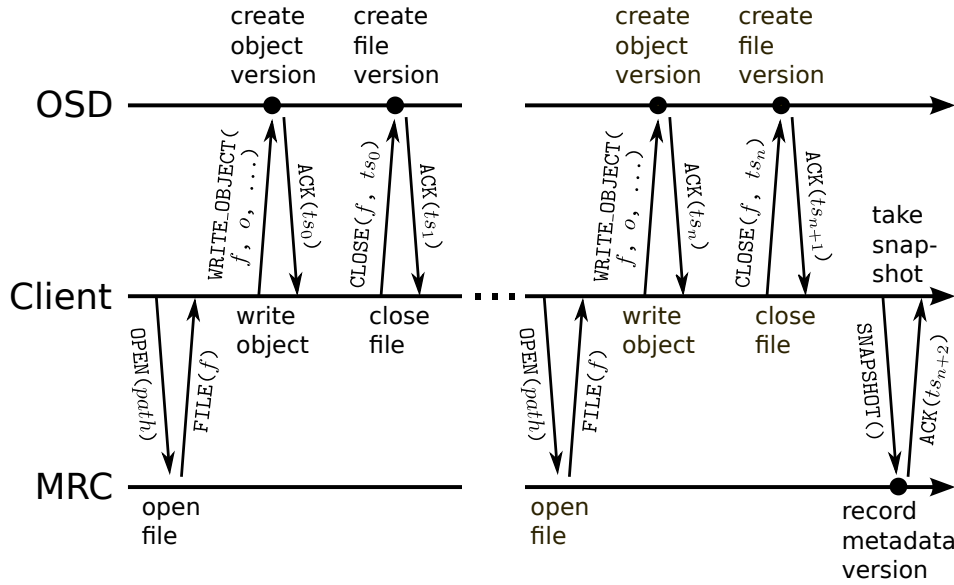 create
object
version
create
file
version
create
object
version
create
file
version
OSD
WRITE_OBJECT(
f, o, ...)
ACK(ts₀)
CLOSE(f, ts₀)
ACK(ts₁)
WRITE_OBJECT(
f, o, ...)
ACK(tsₙ)
CLOSE(f, tsₙ)
ACK(tsₙ₊₁)
take
snap-
shot
Client
write
object
close
file
write
object
close
file
OPEN(path)
FILE(f)
OPEN(path)
FILE(f)
SNAPSHOT()
ACK(tsₙ₊₂)
MRC
open
file
open
file
record
metadata
version